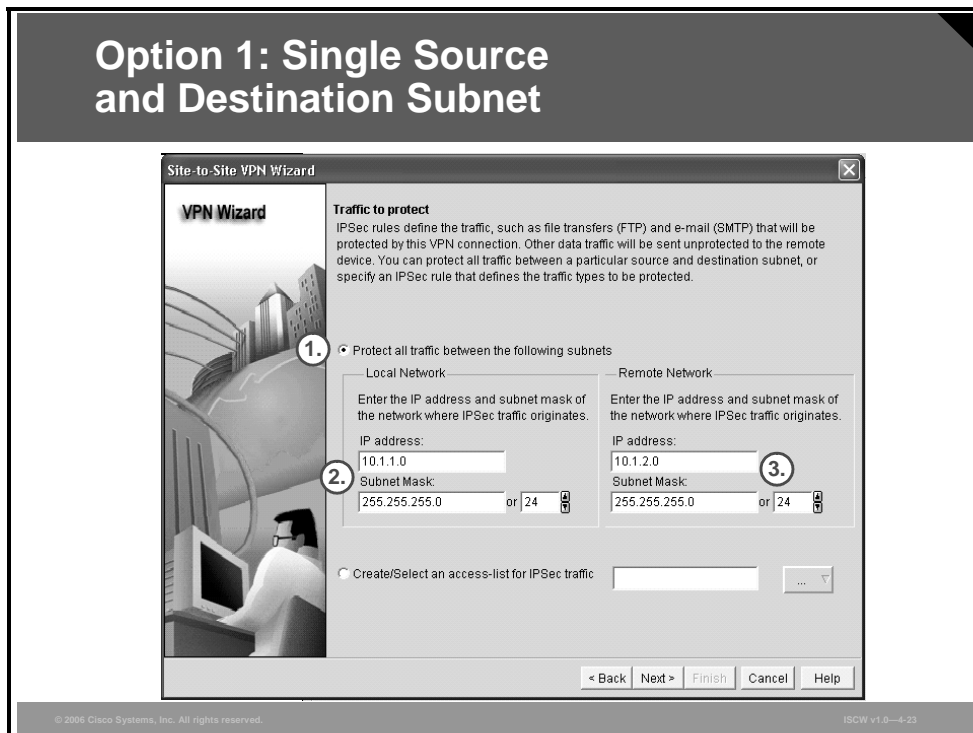 Option 1: Single Source
and Destination Subnet
Site-to-Site VPN Wizard
VPN Wizard
Traffic to protect
IPSec rules define the traffic, such as file transfers (FTP) and e-mail (SMTP) that will be
protected by this VPN connection. Other data traffic will be sent unprotected to the remote
device. You can protect all traffic between a particular source and destination subnet, or
specify an IPSec rule that defines the traffic types to be protected.
1. Protect all traffic between the following subnets
Local Network
Enter the IP address and subnet mask of
the network where IPSec traffic originates.
IP address:
10.1.1.0
2. Subnet Mask:
255.255.255.0 or 24
Remote Network
Enter the IP address and subnet mask of
the network where IPSec traffic originates.
IP address:
10.1.2.0
3.
Subnet Mask:
255.255.255.0 or 24
Create/Select an access-list for IPSec traffic
...
< Back Next > Finish Cancel Help
© 2006 Cisco Systems, Inc. All rights reserved.
ISCW v1.0—4-23